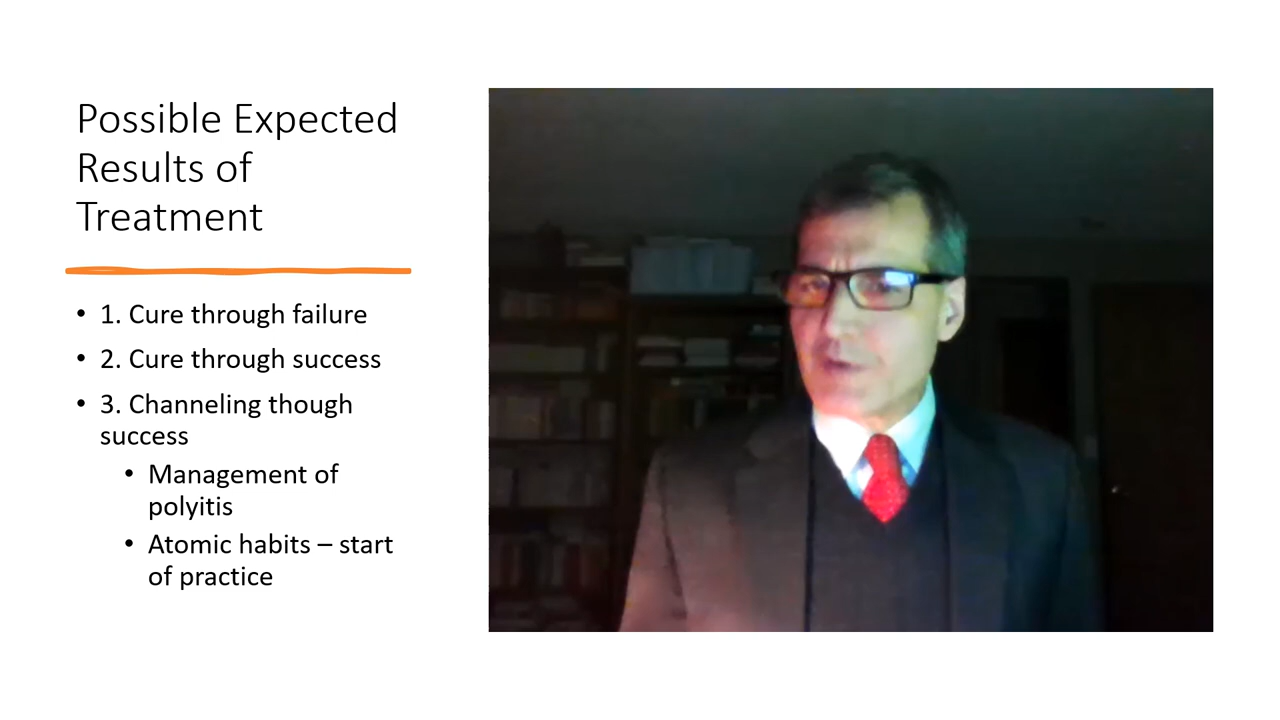 Possible Expected
Results of
Treatment
• 1. Cure through failure
• 2. Cure through success
• 3. Channeling though
success
• Management of
polyitis
• Atomic habits – start
of practice